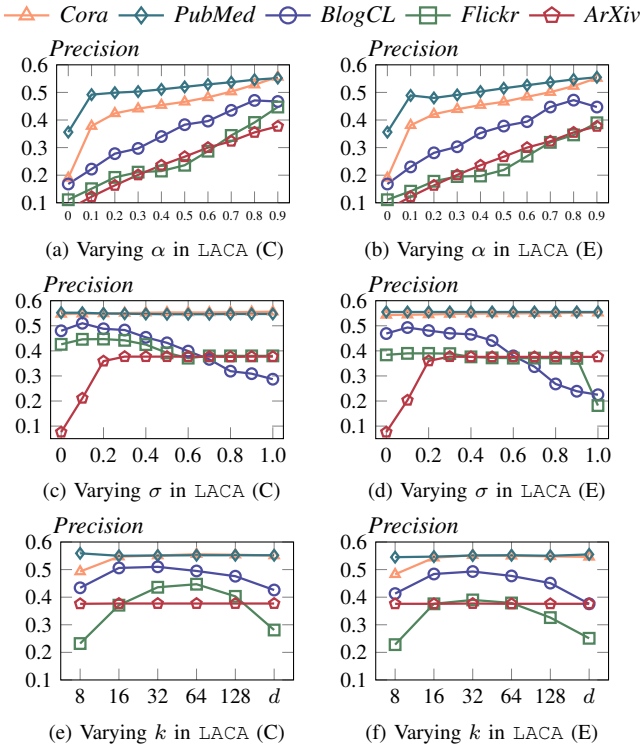 Cora PubMed BlogCL Flickr ArXiv
Precision Precision
0.6 0.6
0.5 0.5
0.4 0.4
0.3 0.3
0.2 0.2
0.1 0.1
0 0.1 0.2 0.3 0.4 0.5 0.6 0.7 0.8 0.9 0 0.1 0.2 0.3 0.4 0.5 0.6 0.7 0.8 0.9
(a) Varying α in LACA (C) (b) Varying α in LACA (E)
Precision Precision
0.6 0.6
0.5 0.5
0.4 0.4
0.3 0.3
0.2 0.2
0.1 0.1
0 0.2 0.4 0.6 0.8 1.0 0 0.2 0.4 0.6 0.8 1.0
(c) Varying σ in LACA (C) (d) Varying σ in LACA (E)
Precision Precision
0.6 0.6
0.5 0.5
0.4 0.4
0.3 0.3
0.2 0.2
0.1 0.1
8 16 32 64 128 d 8 16 32 64 128 d
(e) Varying k in LACA (C) (f) Varying k in LACA (E)